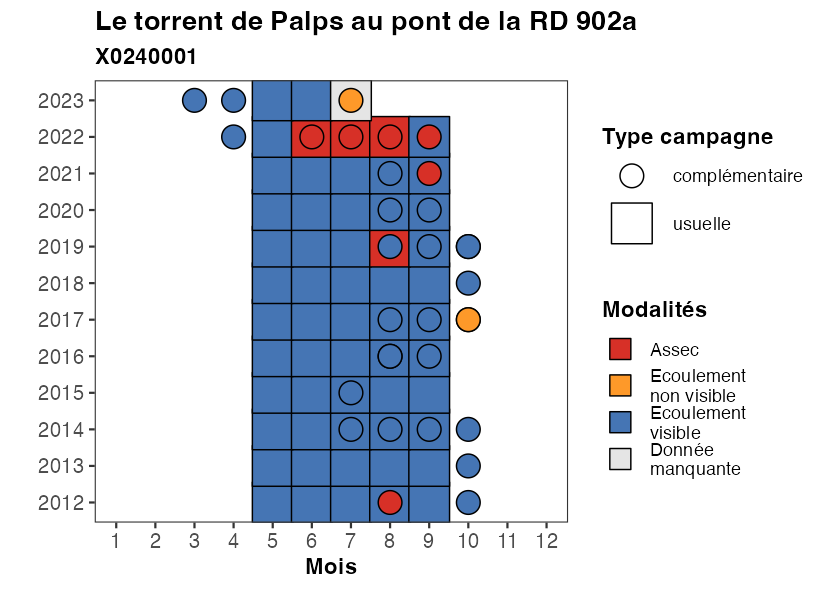 Le torrent de Palps au pont de la RD 902a
X0240001
2023
2022
2021
2020
2019
2018
2017
2016
2015
2014
2013
2012
1 2 3 4 5 6 7 8 9 10 11 12
Mois
Type campagne
complémentaire
usuelle
Modalités
Assec
Ecoulement
non visible
Ecoulement
visible
Donnée
manquante